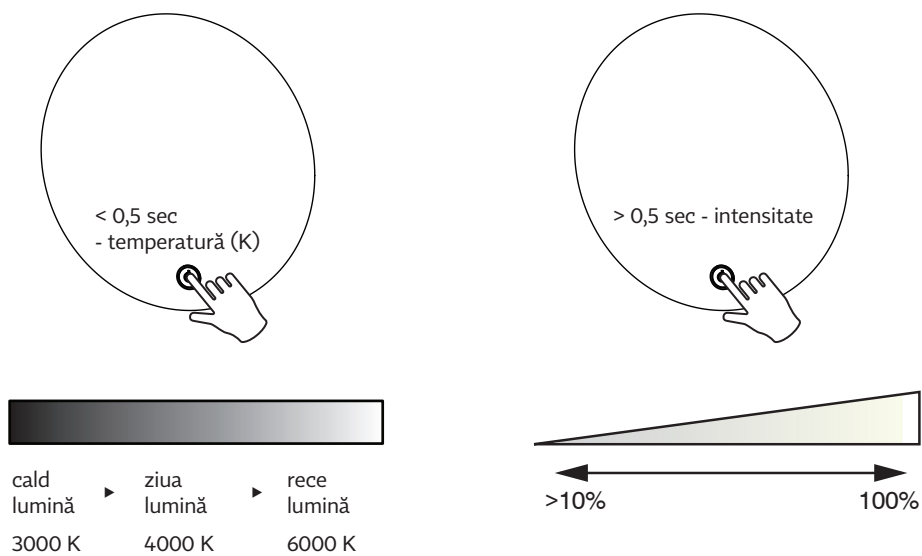 < 0,5 sec
- temperatură (K)
> 0,5 sec - intensitate
cald ▸ ziua ▸ rece
lumină lumină lumină
3000 K 4000 K 6000 K
>10% 100%